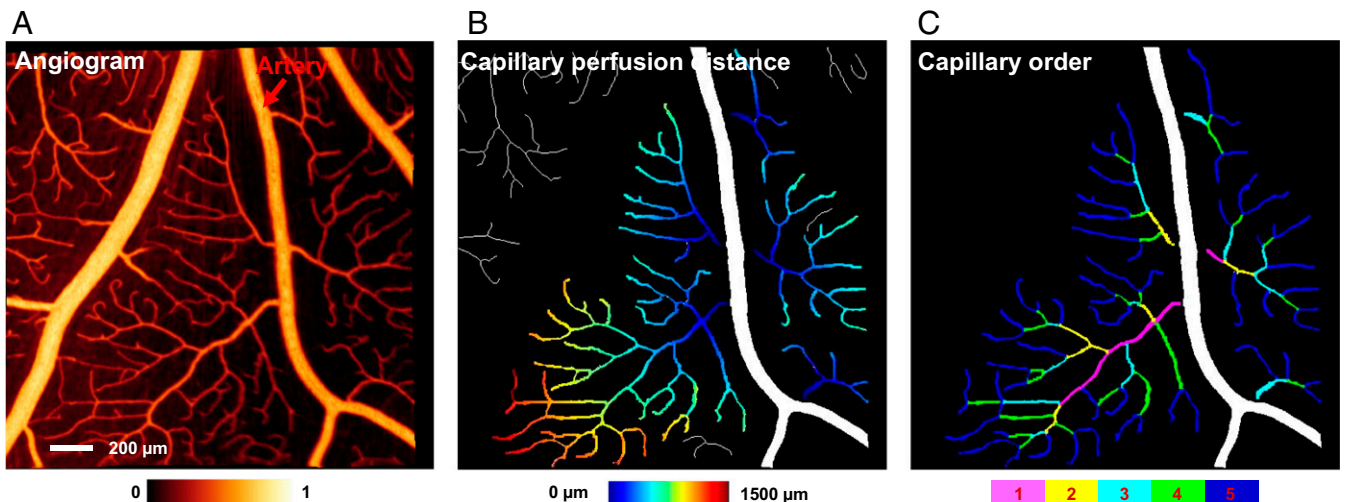 A
B
C
Angiogram
Artery
Capillary perfusion distance
Capillary order
200 µm
0
1
0 µm
1500 µm
1 2 3 4 5